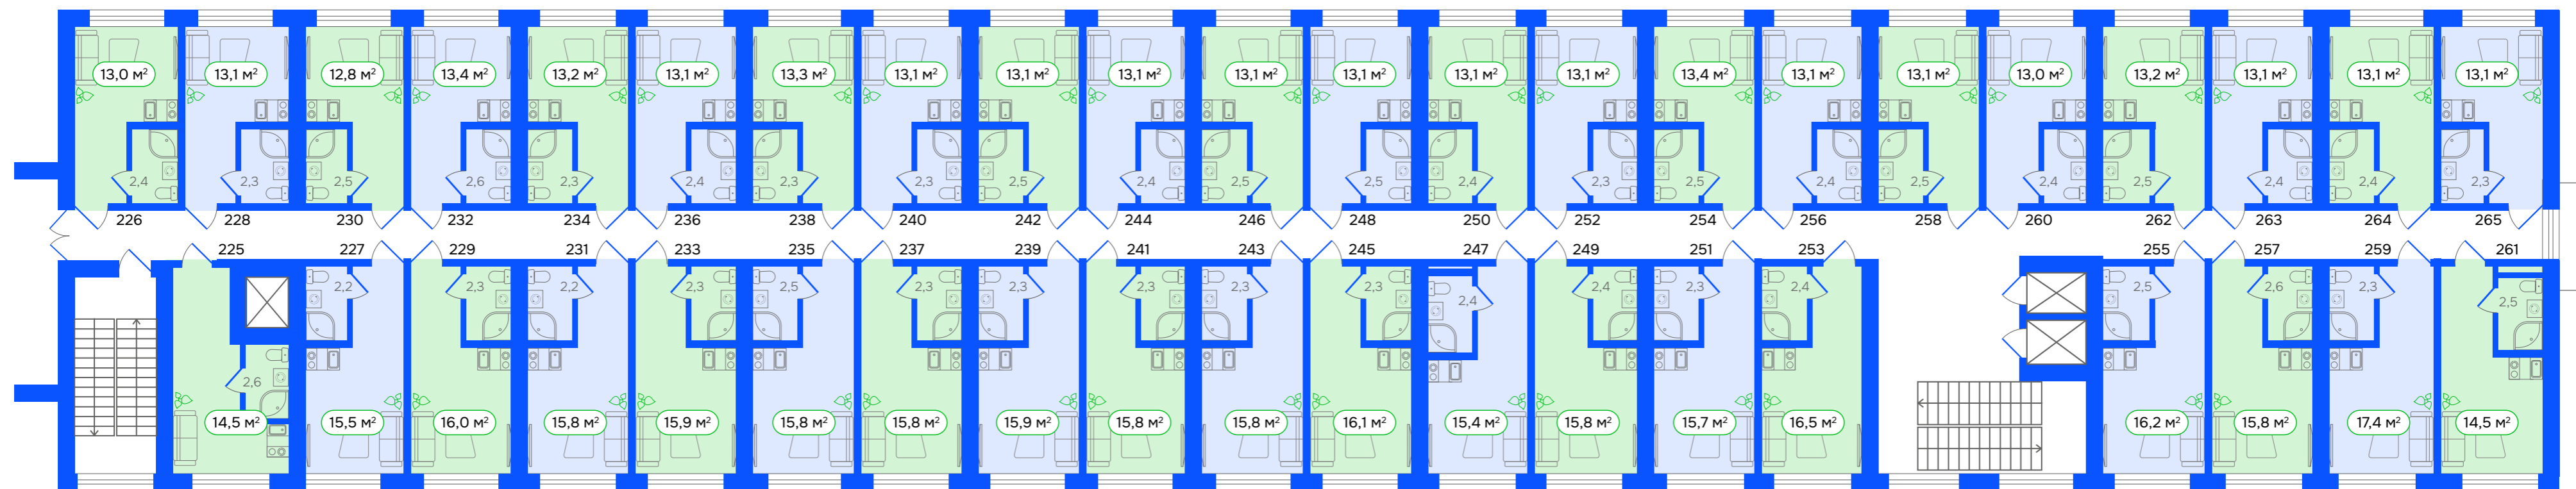 13,0 м² 13,1 м² 12,8 м² 13,4 м² 13,2 м² 13,1 м² 13,3 м² 13,1 м² 13,1 м² 13,1 м² 13,1 м² 13,1 м² 13,1 м² 13,1 м² 13,4 м² 13,1 м² 13,1 м² 13,0 м² 13,2 м² 13,1 м² 13,1 м² 13,1 м²
2,4 2,3 2,5 2,6 2,3 2,4 2,3 2,3 2,5 2,4 2,5 2,5 2,4 2,3 2,5 2,4 2,5 2,4 2,5 2,4 2,4 2,3
226 228 230 232 234 236 238 240 242 244 246 248 250 252 254 256 258 260 262 263 264 265
225 227 229 231 233 235 237 239 241 243 245 247 249 251 253 255 257 259 261
2,2 2,3 2,2 2,3 2,5 2,3 2,3 2,3 2,3 2,3 2,4 2,4 2,3 2,4 2,5 2,6 2,3 2,5
2,6
14,5 м² 15,5 м² 16,0 м² 15,8 м² 15,9 м² 15,8 м² 15,8 м² 15,9 м² 15,8 м² 15,8 м² 16,1 м² 15,4 м² 15,8 м² 15,7 м² 16,5 м² 16,2 м² 15,8 м² 17,4 м² 14,5 м²